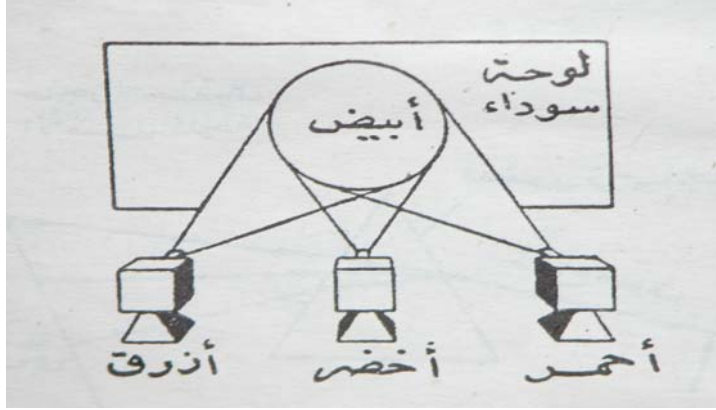 لوحة
سوداء
أبيض
أحمر
أخضر
أزرق